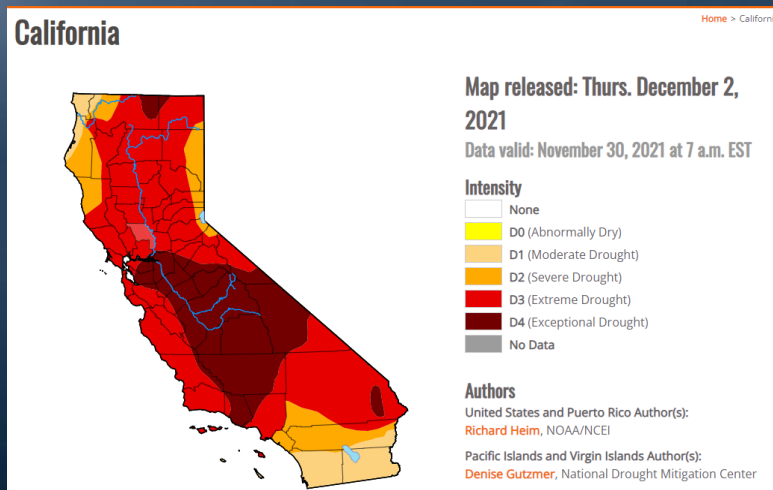 California
Home > Californi
Map released: Thurs. December 2,
2021
Data valid: November 30, 2021 at 7 a.m. EST
Intensity
None
D0 (Abnormally Dry)
D1 (Moderate Drought)
D2 (Severe Drought)
D3 (Extreme Drought)
D4 (Exceptional Drought)
No Data
Authors
United States and Puerto Rico Author(s):
Richard Heim, NOAA/NCEI
Pacific Islands and Virgin Islands Author(s):
Denise Gutzmer, National Drought Mitigation Center